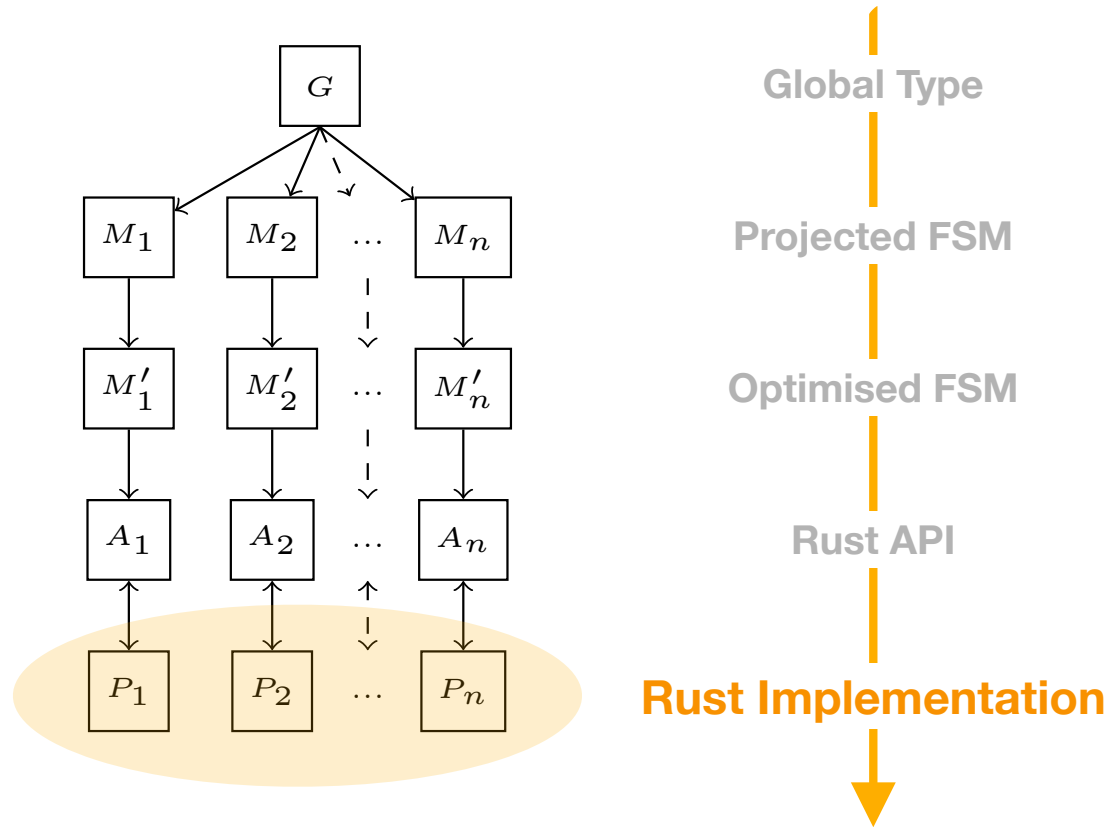 G
Global Type
M₁ M₂ ... Mₙ
Projected FSM
M′₁ M′₂ ... M′ₙ
Optimised FSM
A₁ A₂ ... Aₙ
Rust API
P₁ P₂ ... Pₙ
Rust Implementation